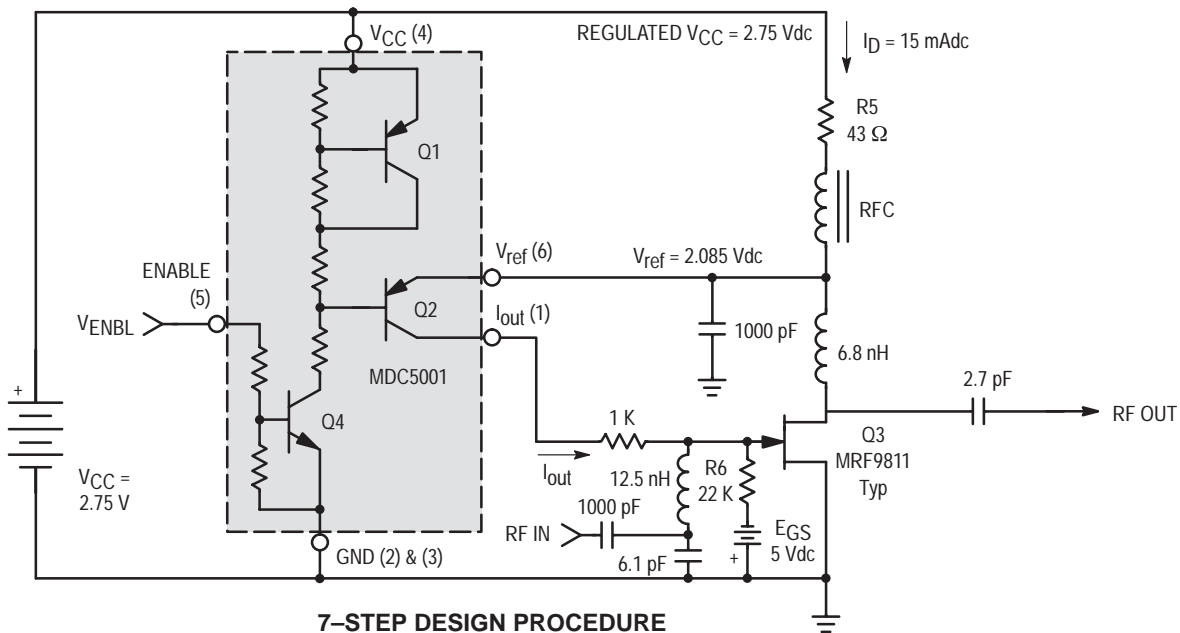 VCC (4)
REGULATED VCC = 2.75 Vdc
ID = 15 mAdc
R5
43 Ω
Q1
RFC
Vref (6)
Vref = 2.085 Vdc
ENABLE
(5)
Q2
Iout (1)
VENBL
1000 pF
6.8 nH
MDC5001
2.7 pF
+
Q4
1 K
RF OUT
Q3
MRF9811
Typ
Iout
12.5 nH
R6
22 K
VCC =
2.75 V
1000 pF
RF IN
EGS
5 Vdc
GND (2) & (3)
6.1 pF
+
7–STEP DESIGN PROCEDURE